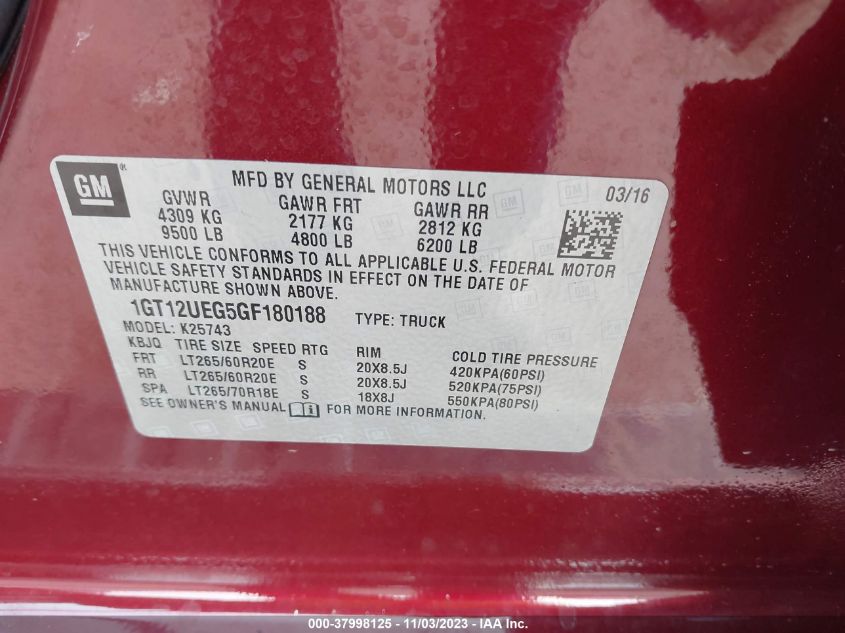 GM
MFD BY GENERAL MOTORS LLC
03/16
GVWR GAWR FRT GAWR RR
4309 KG 2177 KG 2812 KG
9500 LB 4800 LB 6200 LB
THIS VEHICLE CONFORMS TO ALL APPLICABLE U.S. FEDERAL MOTOR
VEHICLE SAFETY STANDARDS IN EFFECT ON THE DATE OF
MANUFACTURE SHOWN ABOVE.
1GT12UEG5GF180188 TYPE: TRUCK
MODEL: K25743
KBJQ TIRE SIZE SPEED RTG RIM COLD TIRE PRESSURE
FRT LT265/60R20E S 20X8.5J 420KPA(60PSI)
RR LT265/60R20E S 20X8.5J 520KPA(75PSI)
SPA LT265/70R18E S 18X8J 550KPA(80PSI)
SEE OWNER'S MANUAL FOR MORE INFORMATION.
000-37998125 - 11/03/2023 - IAA Inc.